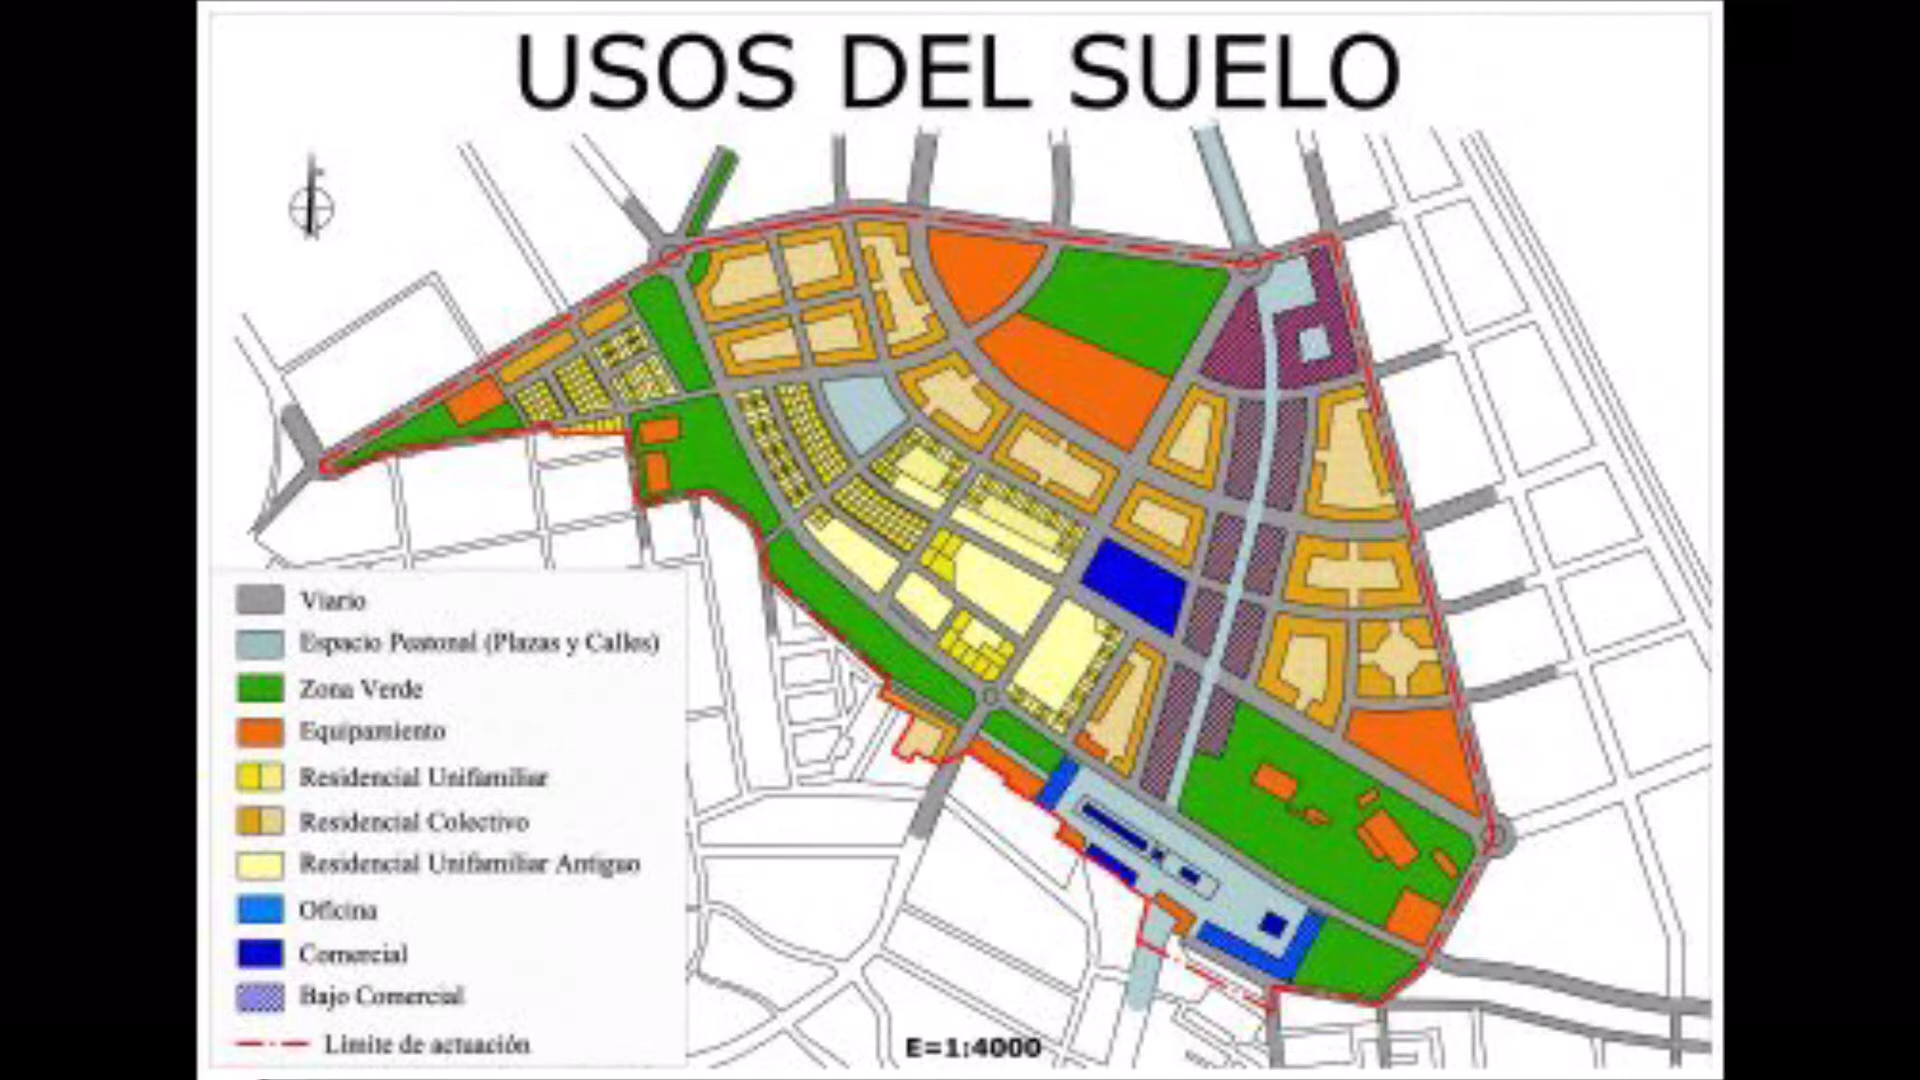 USOS DEL SUELO
Viario
Espacio Peatonal (Plazas y Calles)
Zona Verde
Equipamiento
Residencial Unifamiliar
Residencial Colectivo
Residencial Unifamiliar Antiguo
Oficina
Comercial
Bajo Comercial
Limite de actuación
E=1:4000